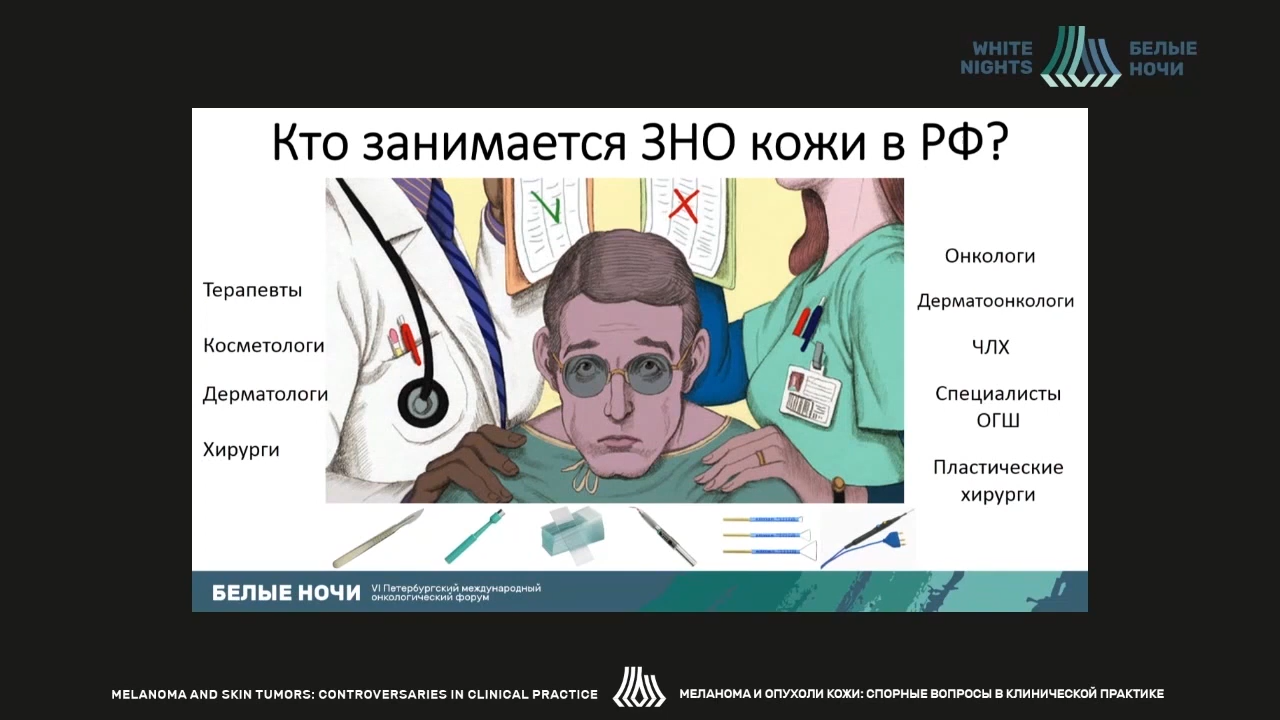 WHITE
NIGHTS
БЕЛЫЕ
НОЧИ
Кто занимается ЗНО кожи в РФ?
Терапевты
Косметологи
Дерматологи
Хирурги
Онкологи
Дерматоонкологи
ЧЛХ
Специалисты
ОГШ
Пластические
хирурги
БЕЛЫЕ НОЧИ
VI Петербургский международный
онкологический форум
MELANOMA AND SKIN TUMORS: CONTROVERSARIES IN CLINICAL PRACTICE
МЕЛАНОМА И ОПУХОЛИ КОЖИ: СПОРНЫЕ ВОПРОСЫ В КЛИНИЧЕСКОЙ ПРАКТИКЕ